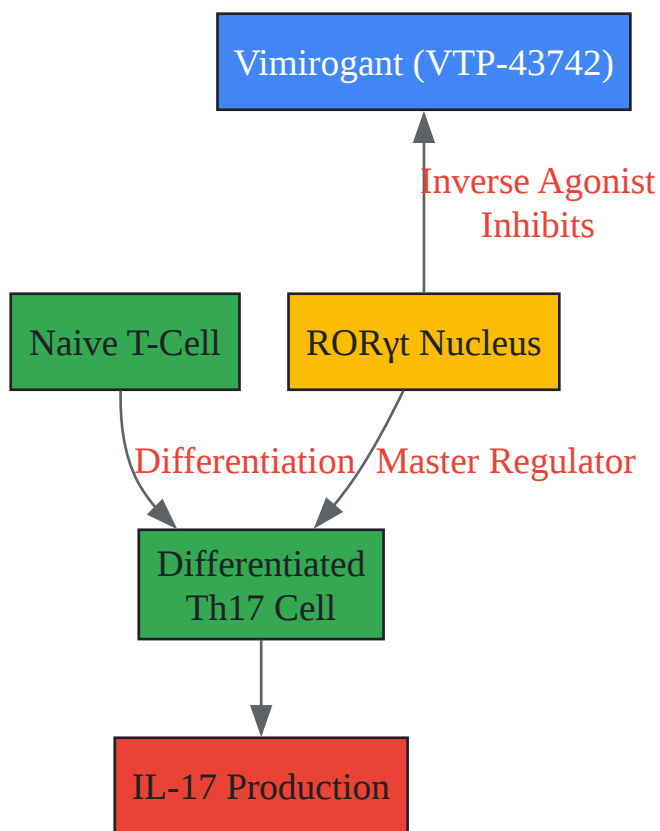 Vimirogant (VTP-43742)
Inverse Agonist
Inhibits
Naive T-Cell
RORγt Nucleus
Differentiation
Master Regulator
Differentiated
Th17 Cell
IL-17 Production